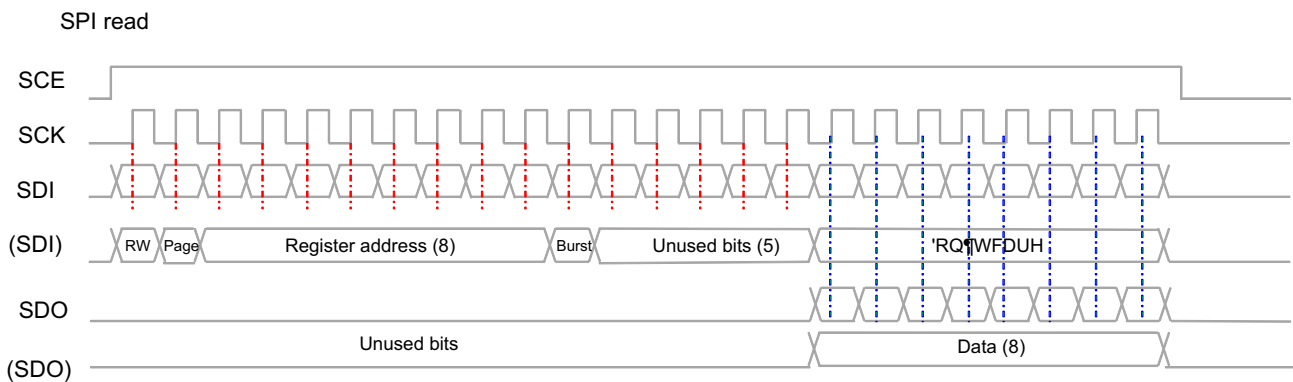 SPI read
SCE
SCK
SDI
(SDI) RW Page Register address (8) Burst Unused bits (5) 'RQ¶WFDUH
SDO
Unused bits Data (8)
(SDO)